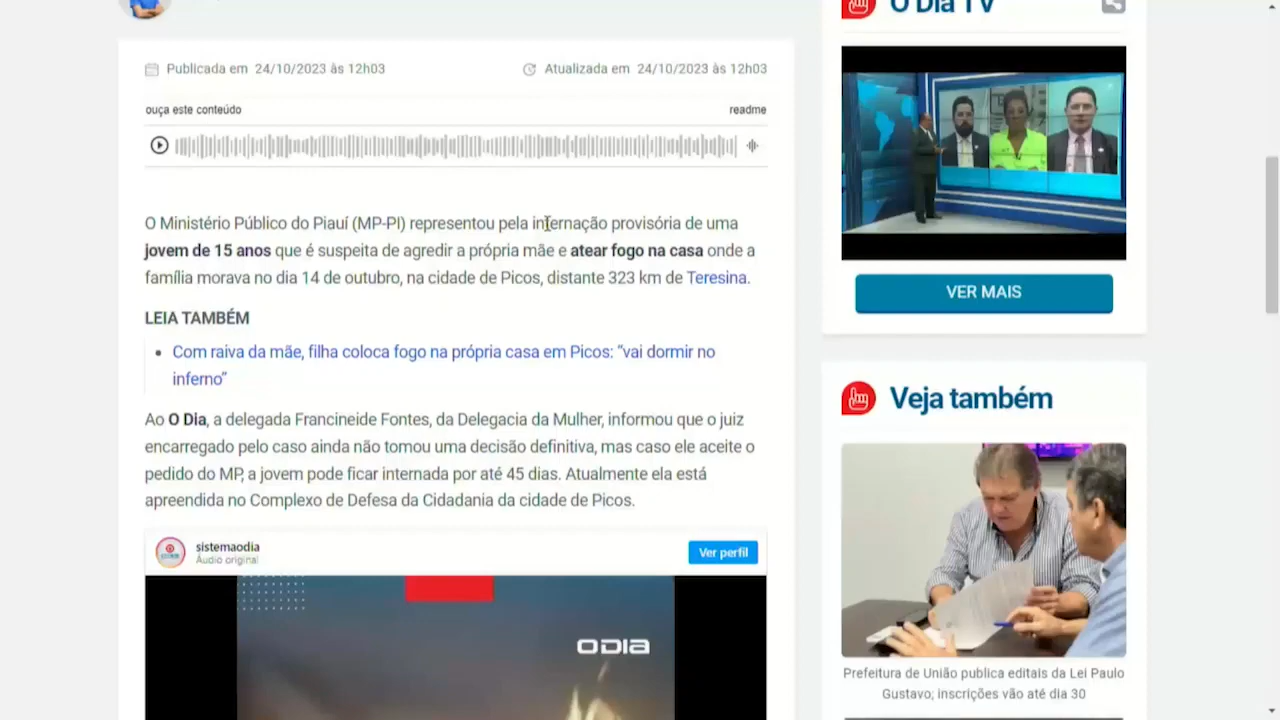 O Dia TV
Publicada em 24/10/2023 às 12h03
Atualizada em 24/10/2023 às 12h03
ouça este conteúdo
readme
O Ministério Público do Piauí (MP-PI) representou pela internação provisória de uma
jovem de 15 anos que é suspeita de agredir a própria mãe e atear fogo na casa onde a
família morava no dia 14 de outubro, na cidade de Picos, distante 323 km de Teresina.
LEIA TAMBÉM
Com raiva da mãe, filha coloca fogo na própria casa em Picos: “vai dormir no
inferno”
Ao O Dia, a delegada Francineide Fontes, da Delegacia da Mulher, informou que o juiz
encarregado pelo caso ainda não tomou uma decisão definitiva, mas caso ele aceite o
pedido do MP, a jovem pode ficar internada por até 45 dias. Atualmente ela está
apreendida no Complexo de Defesa da Cidadania da cidade de Picos.
sistemaodia
Áudio original
Ver perfil
ODIA
VER MAIS
Veja também
Prefeitura de União publica editais da Lei Paulo
Gustavo; inscrições vão até dia 30